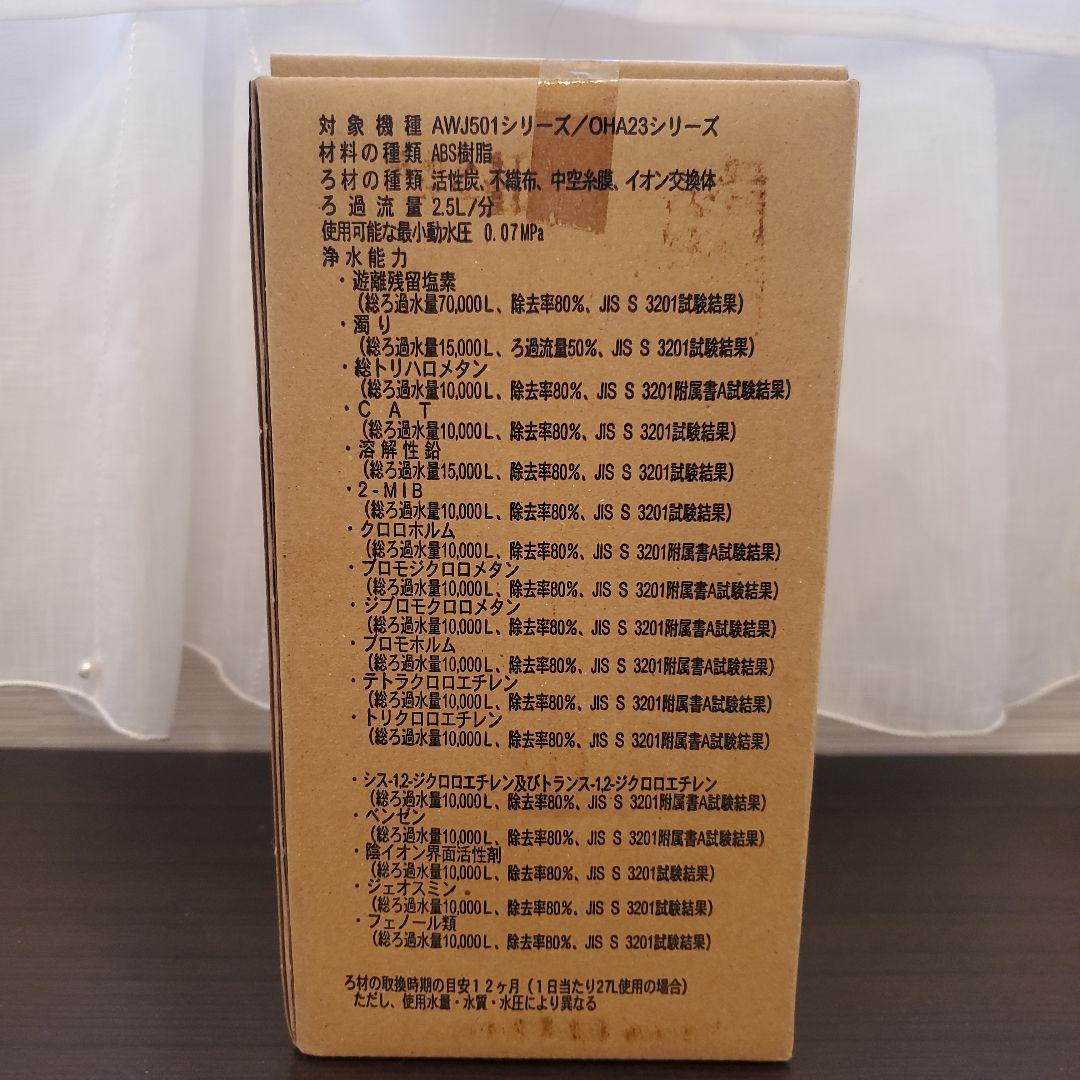 対象機種 AWJ501シリーズ/OHA23シリーズ
材料の種類 ABS樹脂
ろ材の種類 活性炭、不織布、中空糸膜、イオン交換体
ろ過流量 2.5L/分
使用可能な最小動水圧 0.07MPa
浄水能力
・遊離残留塩素
(総ろ過水量70,000L、除去率80%、JIS S 3201試験結果)
・濁り
(総ろ過水量15,000L、ろ過流量50%、JIS S 3201試験結果)
・総トリハロメタン
(総ろ過水量10,000L、除去率80%、JIS S 3201附属書A試験結果)
・CAT
(総ろ過水量10,000L、除去率80%、JIS S 3201試験結果)
・溶解性鉛
(総ろ過水量15,000L、除去率80%、JIS S 3201試験結果)
・2-MIB
(総ろ過水量10,000L、除去率80%、JIS S 3201試験結果)
・クロロホルム
(総ろ過水量10,000L、除去率80%、JIS S 3201附属書A試験結果)
・ブロモジクロロメタン
(総ろ過水量10,000L、除去率80%、JIS S 3201附属書A試験結果)
・ジブロモクロロメタン
(総ろ過水量10,000L、除去率80%、JIS S 3201附属書A試験結果)
・ブロモホルム
(総ろ過水量10,000L、除去率80%、JIS S 3201附属書A試験結果)
・テトラクロロエチレン
(総ろ過水量10,000L、除去率80%、JIS S 3201附属書A試験結果)
・トリクロロエチレン
(総ろ過水量10,000L、除去率80%、JIS S 3201附属書A試験結果)
・シス-1,2-ジクロロエチレン及びトランス-1,2-ジクロロエチレン
(総ろ過水量10,000L、除去率80%、JIS S 3201附属書A試験結果)
・ベンゼン
(総ろ過水量10,000L、除去率80%、JIS S 3201附属書A試験結果)
・陰イオン界面活性剤
(総ろ過水量10,000L、除去率80%、JIS S 3201試験結果)
・ジェオスミン
(総ろ過水量10,000L、除去率80%、JIS S 3201試験結果)
・フェノール類
(総ろ過水量10,000L、除去率80%、JIS S 3201試験結果)
ろ材の取換時期の目安12ヶ月(1日当たり27L使用の場合)
ただし、使用水量・水質・水圧により異なる